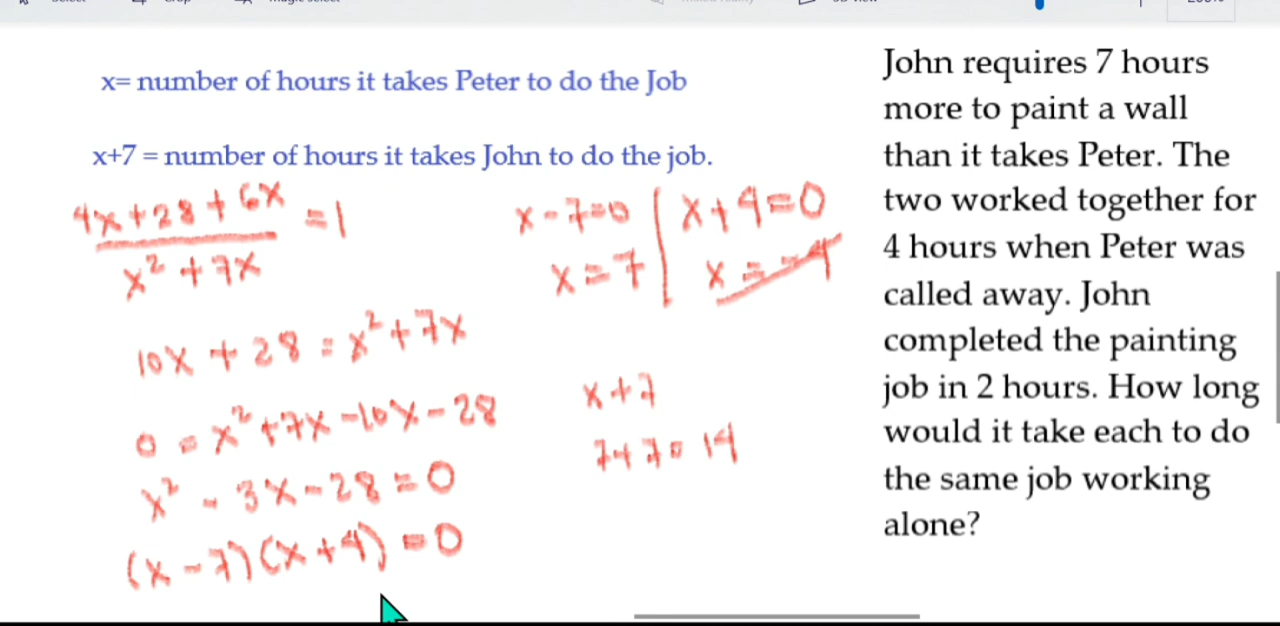 x= number of hours it takes Peter to do the Job
x+7 = number of hours it takes John to do the job.
4x+28+6x
=1
x² +7x
10x + 28 = x²+7x
0 = x²+7x-10x-28
x² - 3x-28=0
(x-7)(x+4)=0
x-7=0
x=7
x+4=0
x=-4
x+7
7+7= 14
John requires 7 hours
more to paint a wall
than it takes Peter. The
two worked together for
4 hours when Peter was
called away. John
completed the painting
job in 2 hours. How long
would it take each to do
the same job working
alone?